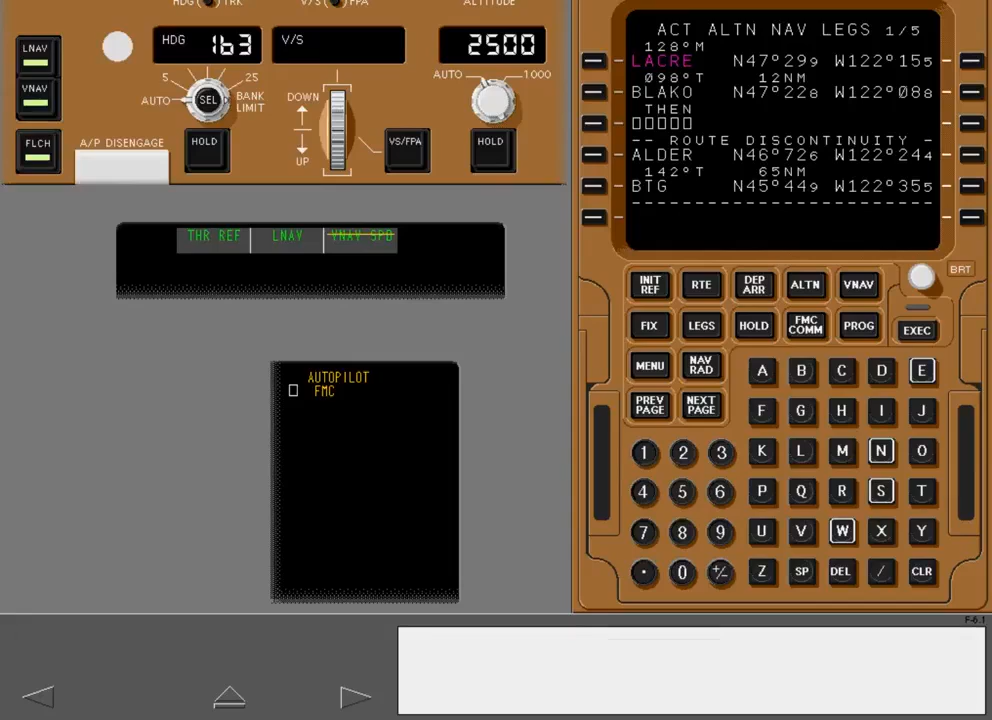 HDG TRK
V/S FPA
ALTITUDE
LNAV
VNAV
FLCH
HDG 163
V/S
2500
5 25
AUTO SEL BANK LIMIT
A/P DISENGAGE
HOLD
DOWN
UP
VS/FPA
AUTO 1000
HOLD
THR REF LNAV VNAV SPD
AUTOPILOT
FMC
ACT ALTN NAV LEGS 1/5
128°M
LACRE N47°299 W122°155
098°T 12NM
BLAKO N47°228 W122°088
THEN
□□□□□
-- ROUTE DISCONTINUITY -
ALDER N46°726 W122°244
142°T 65NM
BTG N45°449 W122°355
------------------------
BRT
INIT REF RTE DEP ARR ALTN VNAV
FIX LEGS HOLD FMC COMM PROG EXEC
MENU NAV RAD
PREV PAGE NEXT PAGE
A B C D E
F G H I J
K L M N O
P Q R S T
U V W X Y
Z SP DEL / CLR
1 2 3
4 5 6
7 8 9
. 0 +/-
F-6.1